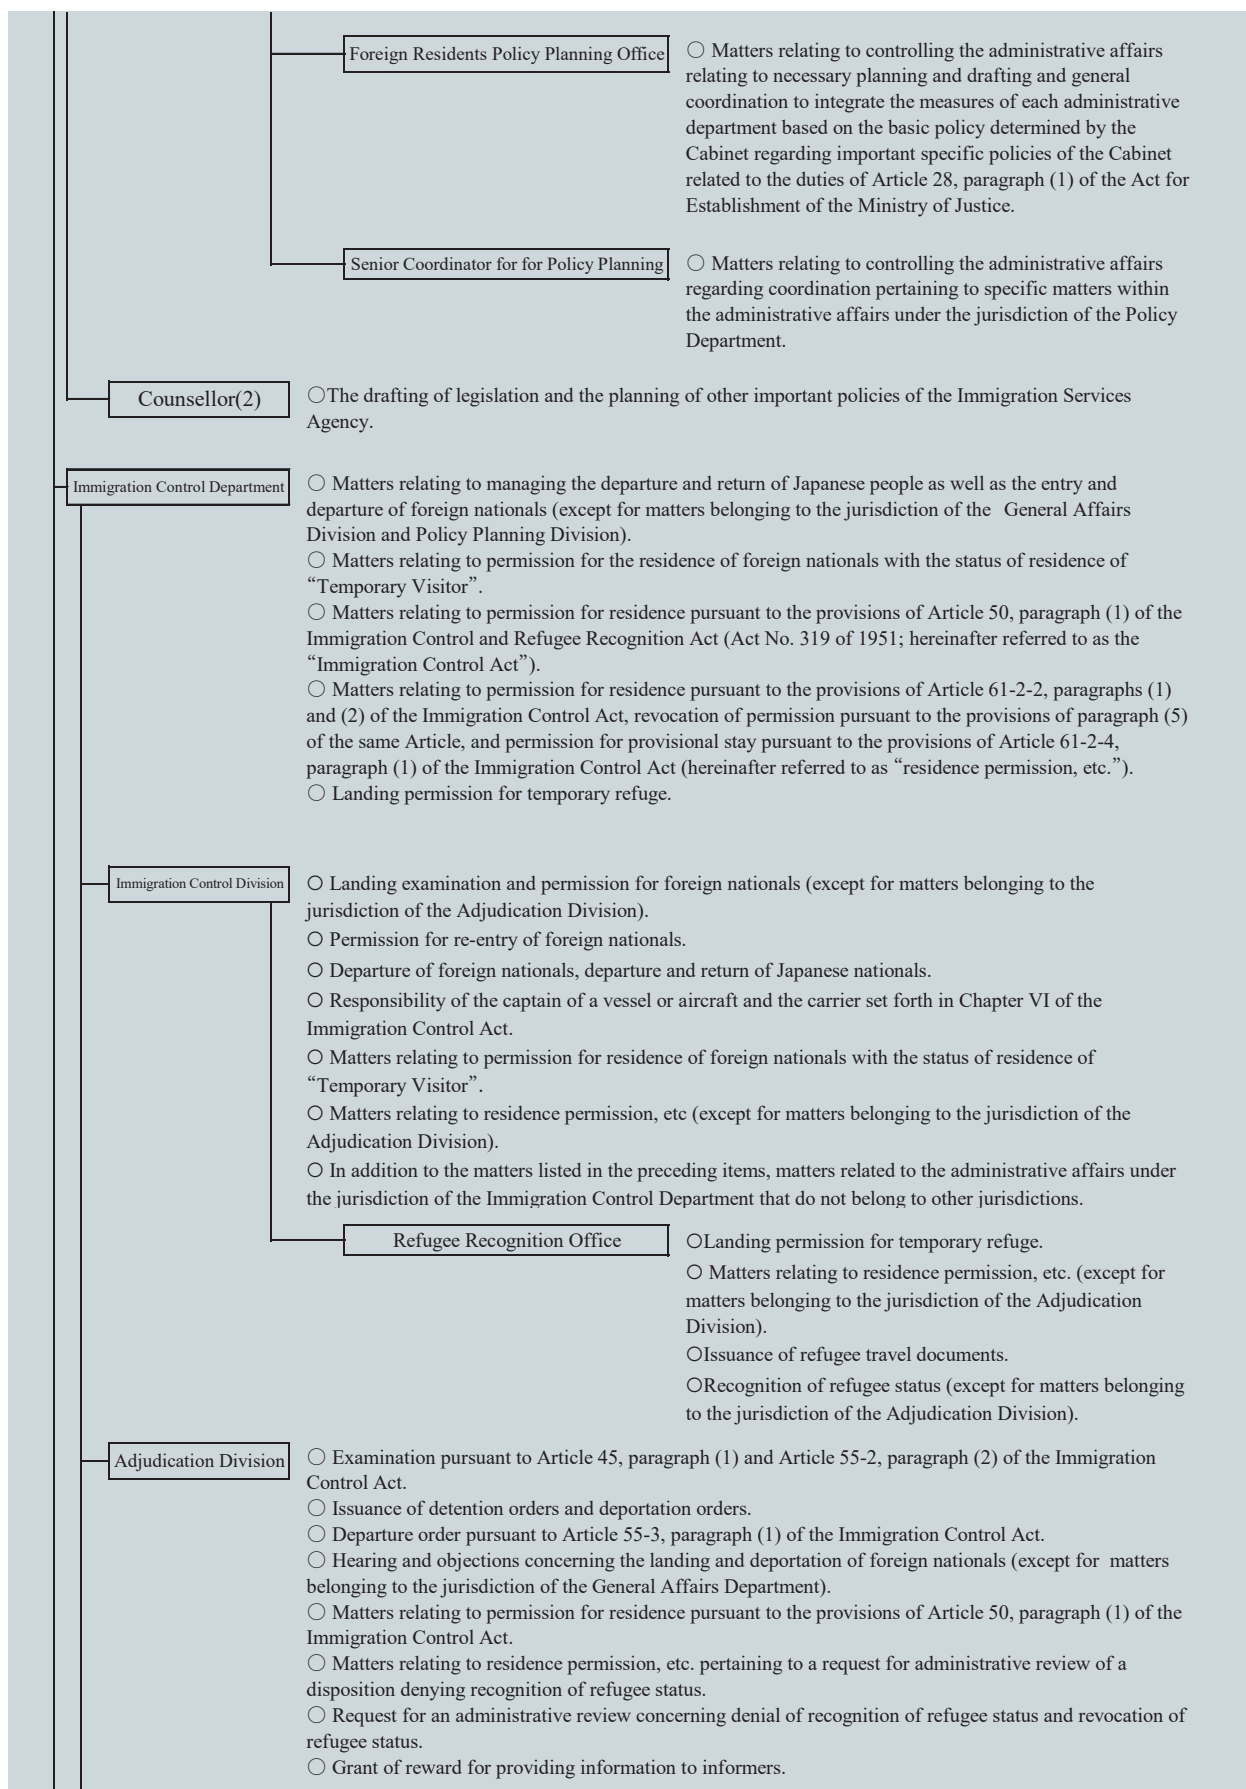 Foreign Residents Policy Planning Office
○ Matters relating to controlling the administrative affairs
relating to necessary planning and drafting and general
coordination to integrate the measures of each administrative
department based on the basic policy determined by the
Cabinet regarding important specific policies of the Cabinet
related to the duties of Article 28, paragraph (1) of the Act for
Establishment of the Ministry of Justice.
Senior Coordinator for for Policy Planning
○ Matters relating to controlling the administrative affairs
regarding coordination pertaining to specific matters within
the administrative affairs under the jurisdiction of the Policy
Department.
Counsellor(2)
○The drafting of legislation and the planning of other important policies of the Immigration Services
Agency.
Immigration Control Department
○ Matters relating to managing the departure and return of Japanese people as well as the entry and
departure of foreign nationals (except for matters belonging to the jurisdiction of the General Affairs
Division and Policy Planning Division).
○ Matters relating to permission for the residence of foreign nationals with the status of residence of
“Temporary Visitor”.
○ Matters relating to permission for residence pursuant to the provisions of Article 50, paragraph (1) of the
Immigration Control and Refugee Recognition Act (Act No. 319 of 1951; hereinafter referred to as the
“Immigration Control Act”).
○ Matters relating to permission for residence pursuant to the provisions of Article 61-2-2, paragraphs (1)
and (2) of the Immigration Control Act, revocation of permission pursuant to the provisions of paragraph (5)
of the same Article, and permission for provisional stay pursuant to the provisions of Article 61-2-4,
paragraph (1) of the Immigration Control Act (hereinafter referred to as “residence permission, etc.”).
○ Landing permission for temporary refuge.
Immigration Control Division
○ Landing examination and permission for foreign nationals (except for matters belonging to the
jurisdiction of the Adjudication Division).
○ Permission for re-entry of foreign nationals.
○ Departure of foreign nationals, departure and return of Japanese nationals.
○ Responsibility of the captain of a vessel or aircraft and the carrier set forth in Chapter VI of the
Immigration Control Act.
○ Matters relating to permission for residence of foreign nationals with the status of residence of
“Temporary Visitor”.
○ Matters relating to residence permission, etc (except for matters belonging to the jurisdiction of the
Adjudication Division).
○ In addition to the matters listed in the preceding items, matters related to the administrative affairs under
the jurisdiction of the Immigration Control Department that do not belong to other jurisdictions.
Refugee Recognition Office
○Landing permission for temporary refuge.
○ Matters relating to residence permission, etc. (except for
matters belonging to the jurisdiction of the Adjudication
Division).
○Issuance of refugee travel documents.
○Recognition of refugee status (except for matters belonging
to the jurisdiction of the Adjudication Division).
Adjudication Division
○ Examination pursuant to Article 45, paragraph (1) and Article 55-2, paragraph (2) of the Immigration
Control Act.
○ Issuance of detention orders and deportation orders.
○ Departure order pursuant to Article 55-3, paragraph (1) of the Immigration Control Act.
○ Hearing and objections concerning the landing and deportation of foreign nationals (except for matters
belonging to the jurisdiction of the General Affairs Department).
○ Matters relating to permission for residence pursuant to the provisions of Article 50, paragraph (1) of the
Immigration Control Act.
○ Matters relating to residence permission, etc. pertaining to a request for administrative review of a
disposition denying recognition of refugee status.
○ Request for an administrative review concerning denial of recognition of refugee status and revocation of
refugee status.
○ Grant of reward for providing information to informers.